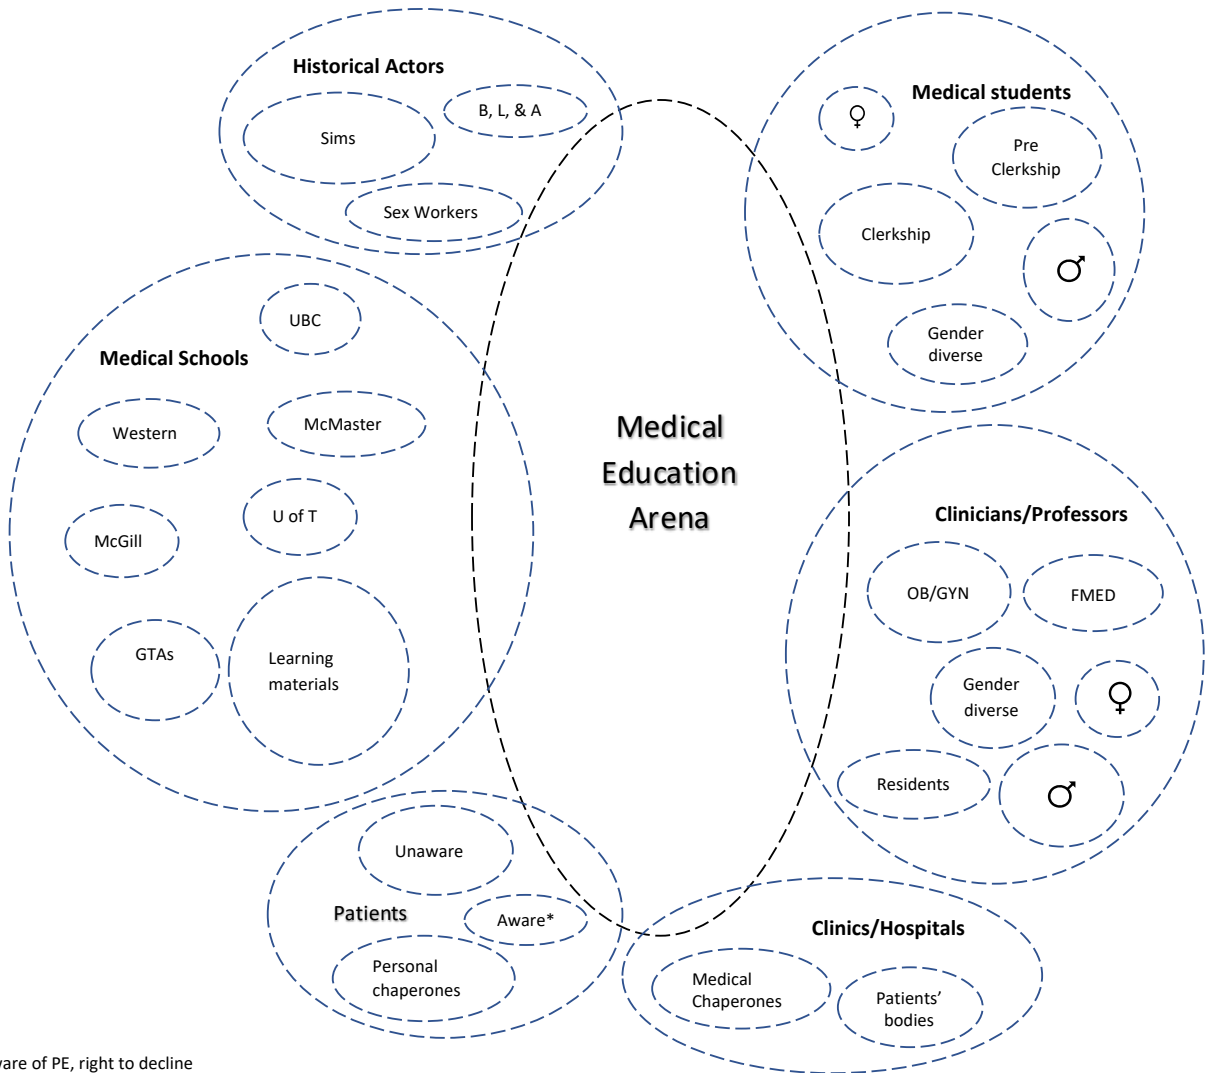 Historical Actors
Sims
B, L, & A
Sex Workers
Medical students
♀
Pre
Clerkship
Clerkship
♂
Gender
diverse
Medical Schools
UBC
Western
McMaster
McGill
U of T
GTAs
Learning
materials
Medical
Education
Arena
Clinicians/Professors
OB/GYN
FMED
Gender
diverse
♀
Residents
♂
Patients
Unaware
Aware*
Personal
chaperones
Clinics/Hospitals
Medical
Chaperones
Patients’
bodies
of PE, right to decline